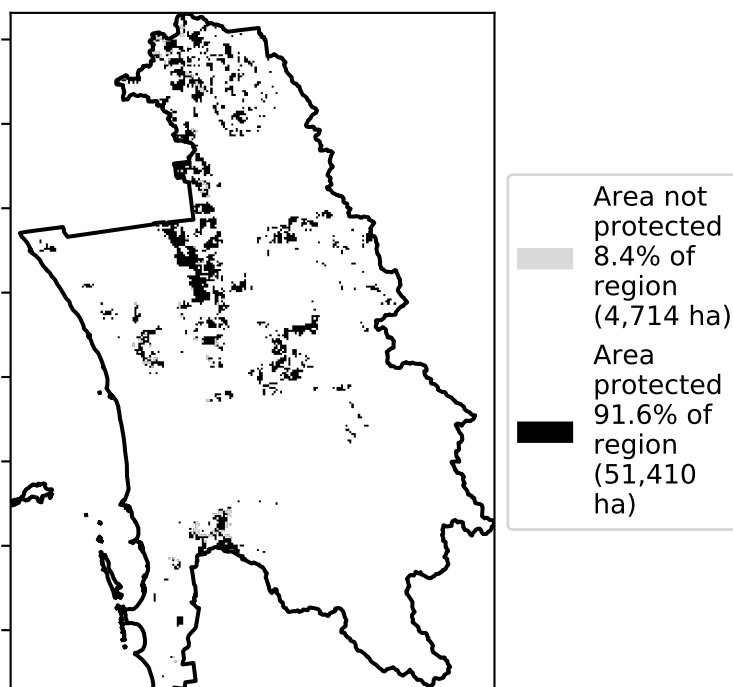 Area not
protected
8.4% of
region
(4,714 ha)
Area
protected
91.6% of
region
(51,410
ha)